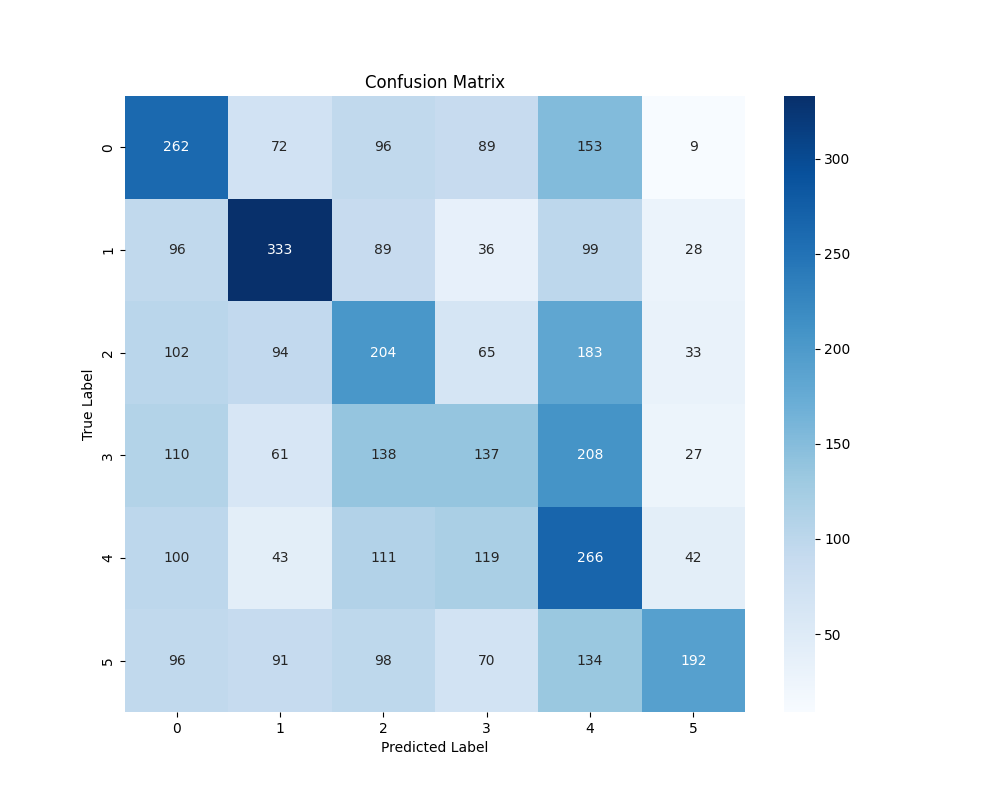 Confusion Matrix
0 262 72 96 89 153 9
1 96 333 89 36 99 28
2 102 94 204 65 183 33
3 110 61 138 137 208 27
4 100 43 111 119 266 42
5 96 91 98 70 134 192
0 1 2 3 4 5
True Label
Predicted Label
300
250
200
150
100
50